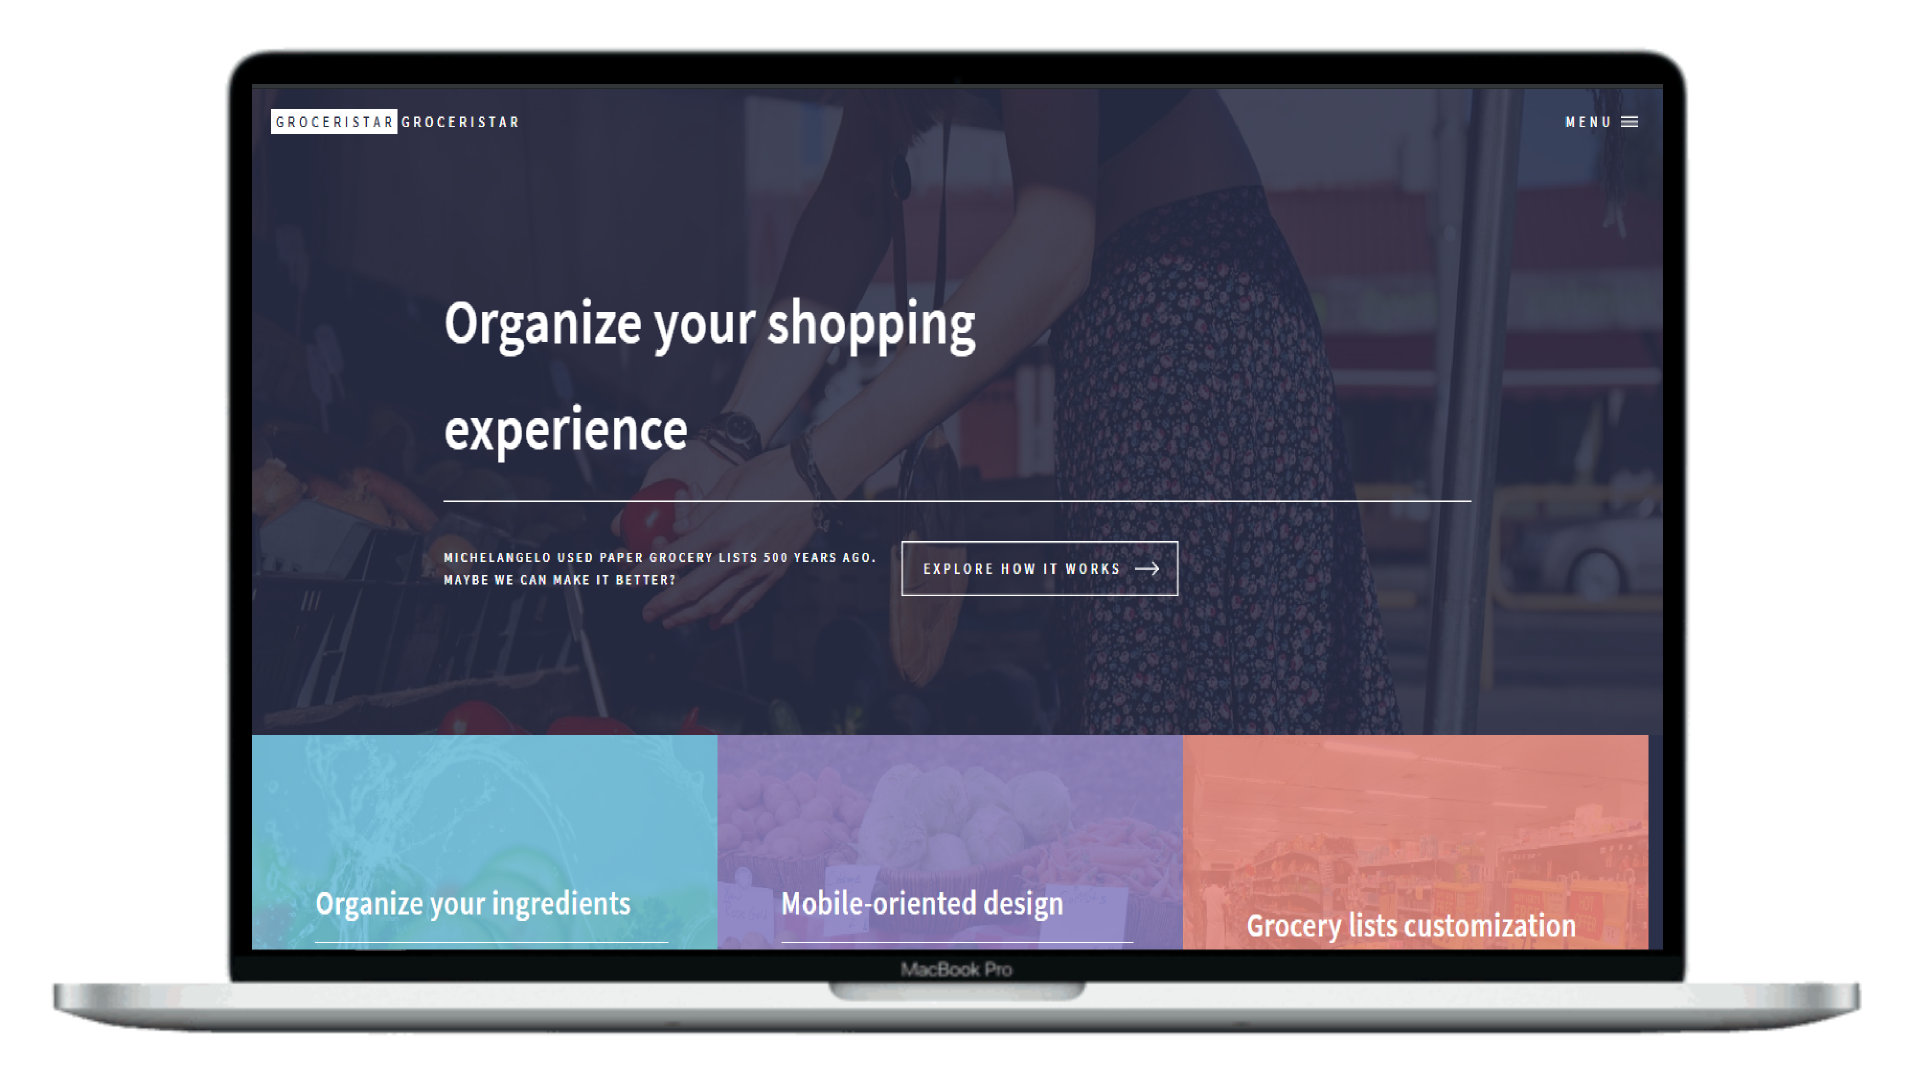 GROCERISTAR GROCERISTAR
MENU
Organize your shopping
experience
MICHELANGELO USED PAPER GROCERY LISTS 500 YEARS AGO.
MAYBE WE CAN MAKE IT BETTER?
EXPLORE HOW IT WORKS
Organize your ingredients
Mobile-oriented design
Grocery lists customization
MacBook Pro